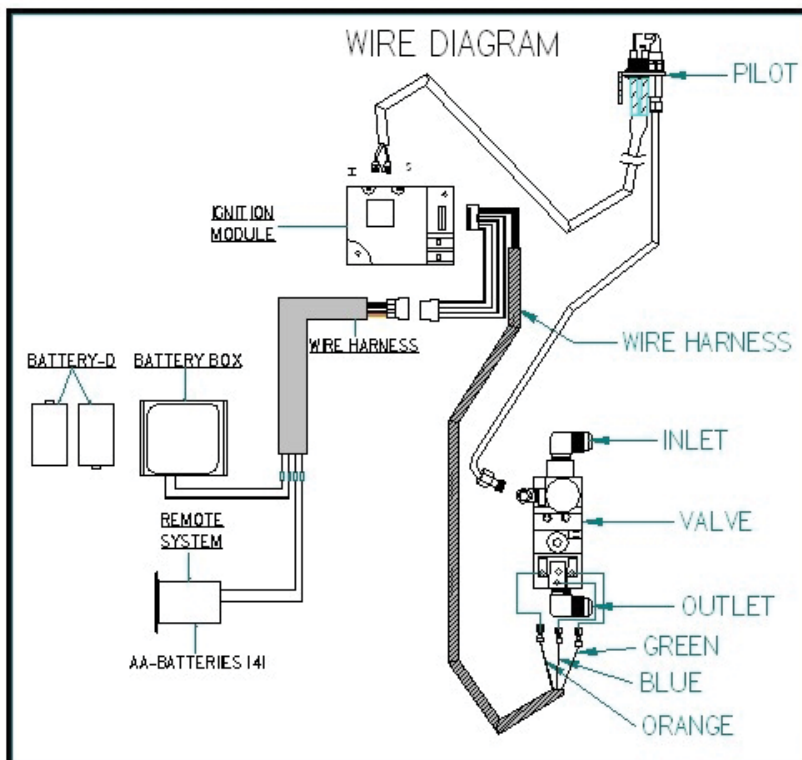 WIRE DIAGRAM
PILOT
I
S
IGNITION
MODULE
WIRE HARNESS
WIRE HARNESS
BATTERY-D
BATTERY BOX
INLET
VALVE
REMOTE
SYSTEM
OUTLET
GREEN
BLUE
ORANGE
AA-BATTERIES (4)